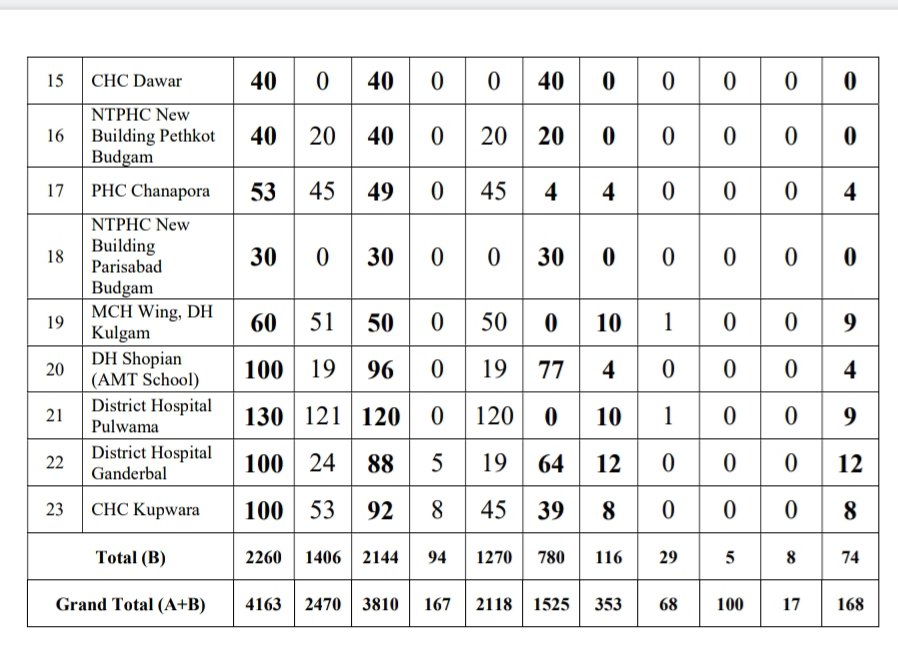 15 CHC Dawar 40 0 40 0 0 40 0 0 0 0 0
NTPHC New
16 Building Pethkot 40 20 40 0 20 20 0 0 0 0 0
Budgam
17 PHC Chanapora 53 45 49 0 45 4 4 0 0 0 4
NTPHC New
Building
18 Parisabad 30 0 30 0 0 30 0 0 0 0 0
Budgam
19 MCH Wing, DH 60 51 50 0 50 0 10 1 0 0 9
Kulgam
20 DH Shopian 100 19 96 0 19 77 4 0 0 0 4
(AMT School)
21 District Hospital 130 121 120 0 120 0 10 1 0 0 9
Pulwama
22 District Hospital 100 24 88 5 19 64 12 0 0 0 12
Ganderbal
23 CHC Kupwara 100 53 92 8 45 39 8 0 0 0 8
Total (B) 2260 1406 2144 94 1270 780 116 29 5 8 74
Grand Total (A+B) 4163 2470 3810 167 2118 1525 353 68 100 17 168